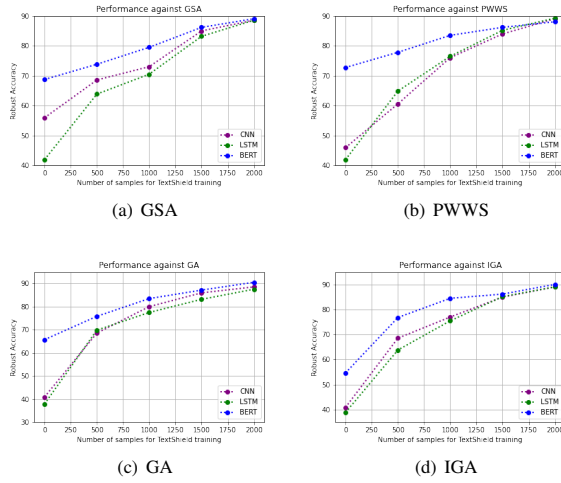 Performance against GSA
Robust Accuracy
90
80
70
60
50
40
0 250 500 750 1000 1250 1500 1750 2000
Number of samples for TextShield training
CNN
LSTM
BERT
(a) GSA
Performance against PWWS
Robust Accuracy
90
80
70
60
50
40
0 250 500 750 1000 1250 1500 1750 2000
Number of samples for TextShield training
CNN
LSTM
BERT
(b) PWWS
Performance against GA
Robust Accuracy
90
80
70
60
50
40
30
0 250 500 750 1000 1250 1500 1750 2000
Number of samples for TextShield training
CNN
LSTM
BERT
(c) GA
Performance against IGA
Robust Accuracy
90
80
70
60
50
40
0 250 500 750 1000 1250 1500 1750 2000
Number of samples for TextShield training
CNN
LSTM
BERT
(d) IGA